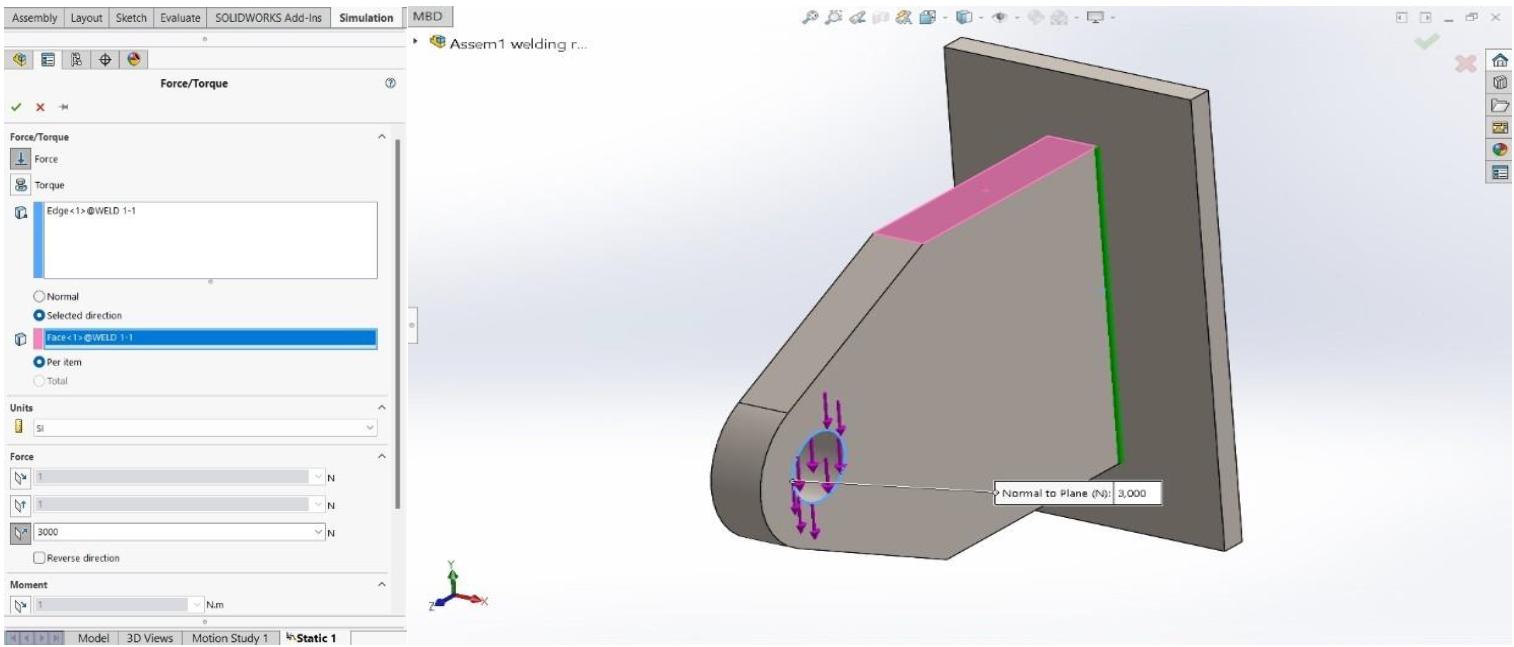 Assembly Layout Sketch Evaluate SOLIDWORKS Add-Ins Simulation MBD
Assem1 welding r...
Force/Torque
Force/Torque
Force
Torque
Edge<1>@WELD 1-1
Normal
Selected direction
Face<1>@WELD 1-1
Per item
Total
Units
SI
Force
1 N
1 N
3000 N
Reverse direction
Moment
1 N.m
Normal to Plane (N): 3,000
Y
Z X
Model 3D Views Motion Study 1 Static 1